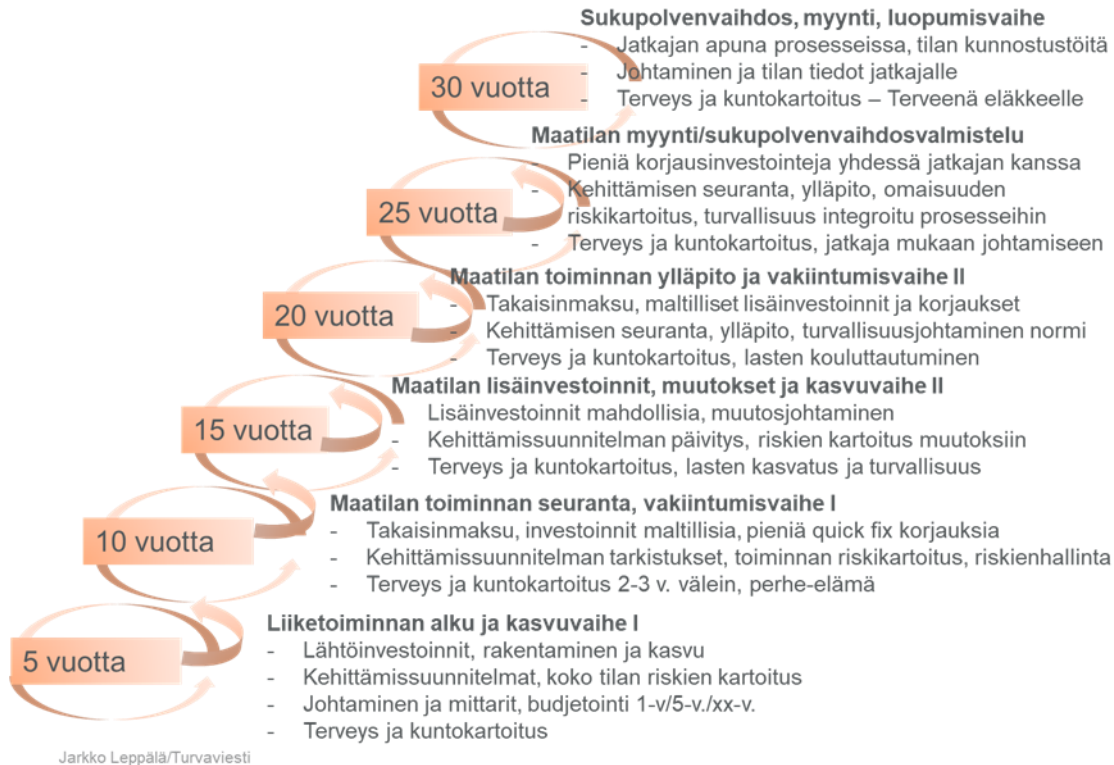 Sukupolvenvaihdos, myynti, luopumisvaihe
- Jatkajan apuna prosesseissa, tilan kunnostustöitä
30 vuotta
- Johtaminen ja tilan tiedot jatkajalle
- Terveys ja kuntokartoitus – Terveenä eläkkeelle
Maatilan myynti/sukupolvenvaihdosvalmistelu
- Pieniä korjausinvestointeja yhdessä jatkajan kanssa
25 vuotta
- Kehittämisen seuranta, ylläpito, omaisuuden
riskikartoitus, turvallisuus integroitu prosesseihin
- Terveys ja kuntokartoitus, jatkaja mukaan johtamiseen
Maatilan toiminnan ylläpito ja vakiintumisvaihe II
- Takaisinmaksu, maltilliset lisäinvestoinnit ja korjaukset
20 vuotta
- Kehittämisen seuranta, ylläpito, turvallisuusjohtaminen normi
- Terveys ja kuntokartoitus, lasten kouluttautuminen
Maatilan lisäinvestoinnit, muutokset ja kasvuvaihe II
Lisäinvestoinnit mahdollisia, muutosjohtaminen
15 vuotta
- Kehittämissuunnitelman päivitys, riskien kartoitus muutoksiin
- Terveys ja kuntokartoitus, lasten kasvatus ja turvallisuus
Maatilan toiminnan seuranta, vakiintumisvaihe I
- Takaisinmaksu, investoinnit maltillisia, pieniä quick fix korjauksia
10 vuotta
- Kehittämissuunnitelman tarkistukset, toiminnan riskikartoitus, riskienhallinta
- Terveys ja kuntokartoitus 2-3 v. välein, perhe-elämä
Liiketoiminnan alku ja kasvuvaihe I
- Lähtöinvestoinnit, rakentaminen ja kasvu
5 vuotta
- Kehittämissuunnitelmat, koko tilan riskien kartoitus
- Johtaminen ja mittarit, budjetointi 1-v/5-v./xx-v.
- Terveys ja kuntokartoitus
Jarkko Leppälä/Turvaviesti